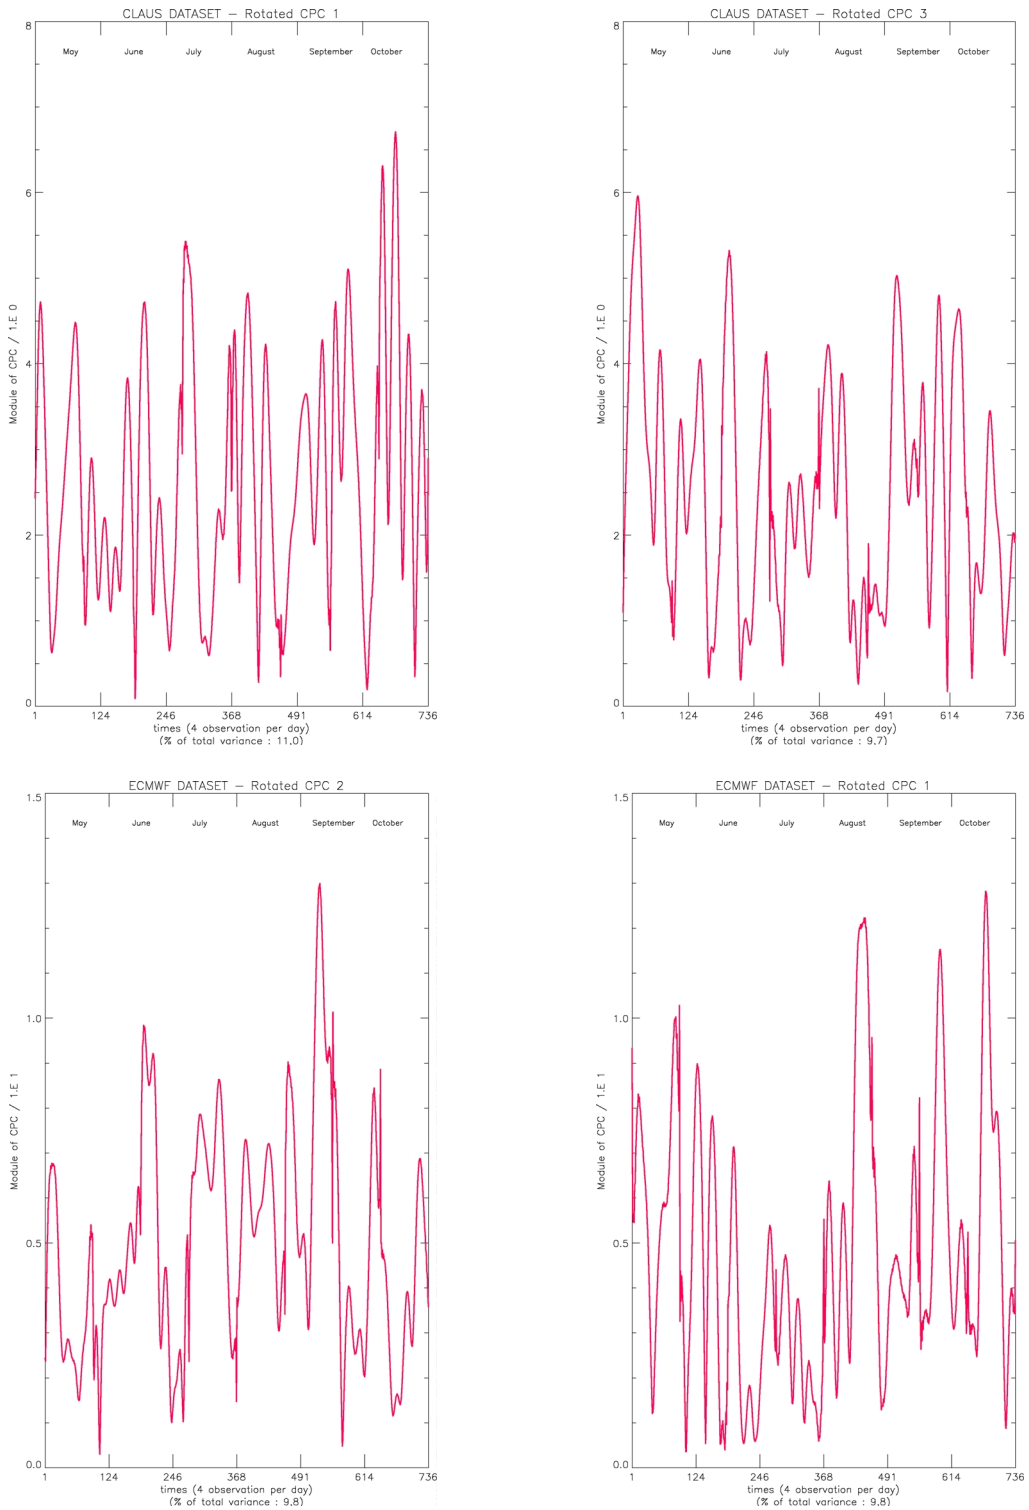 CLAUS DATASET – Rotated CPC 1
8
May June July August September October
6
4
2
0
Module of CPC / 1.E 0
1 124 246 368 491 614 736
times (4 observation per day)
(% of total variance : 11.0)
CLAUS DATASET – Rotated CPC 3
8
May June July August September October
6
4
2
0
Module of CPC / 1.E 0
1 124 246 368 491 614 736
times (4 observation per day)
(% of total variance : 9.7)
ECMWF DATASET – Rotated CPC 2
1.5
May June July August September October
1.0
0.5
0.0
Module of CPC / 1.E 1
1 124 246 368 491 614 736
times (4 observation per day)
(% of total variance : 9.8)
ECMWF DATASET – Rotated CPC 1
1.5
May June July August September October
1.0
0.5
0.0
Module of CPC / 1.E 1
1 124 246 368 491 614 736
times (4 observation per day)
(% of total variance : 9.8)